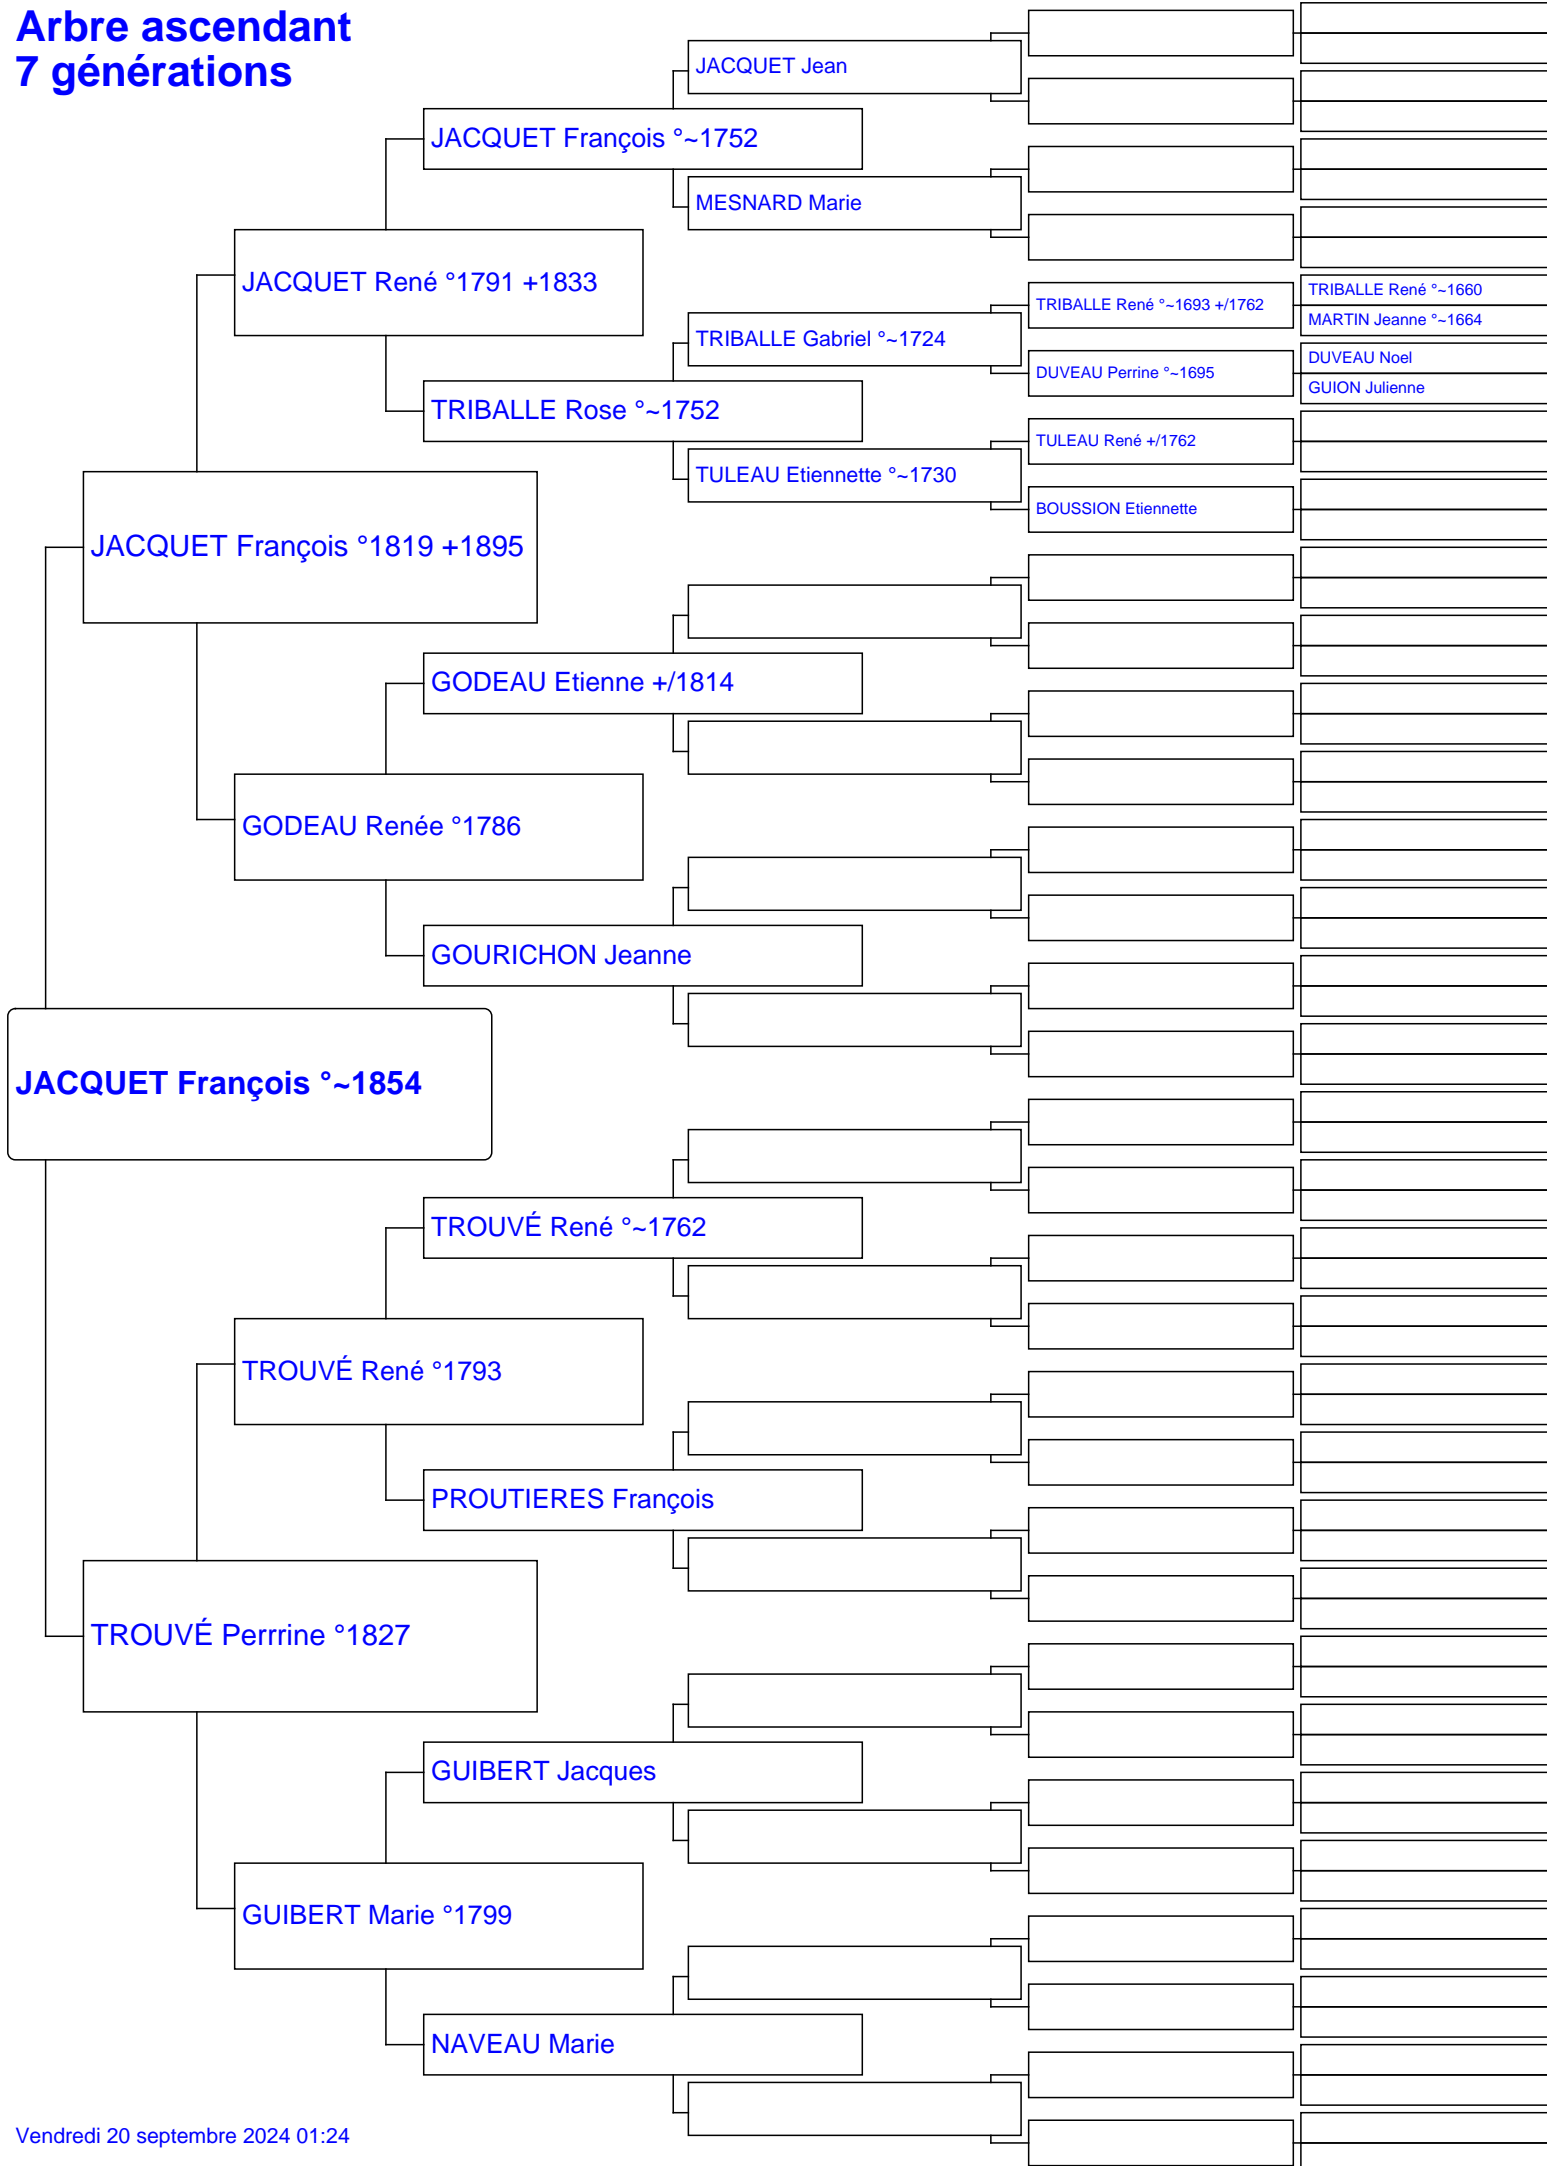 Arbre ascendant
7 générations
JACQUET Jean
JACQUET François °~1752
MESNARD Marie
JACQUET René °1791 +1833
TRIBALLE René °~1693 +/1762
TRIBALLE René °~1660
MARTIN Jeanne °~1664
TRIBALLE Gabriel °~1724
DUVEAU Perrine °~1695
DUVEAU Noel
GUION Julienne
TRIBALLE Rose °~1752
TULEAU René +/1762
TULEAU Etiennette °~1730
BOUSSION Etiennette
JACQUET François °1819 +1895
GODEAU Etienne +/1814
GODEAU Renée °1786
GOURICHON Jeanne
JACQUET François °~1854
TROUVÉ René °~1762
TROUVÉ René °1793
PROUTIERES François
TROUVÉ Perrrine °1827
GUIBERT Jacques
GUIBERT Marie °1799
NAVEAU Marie
Vendredi 20 septembre 2024 01:24